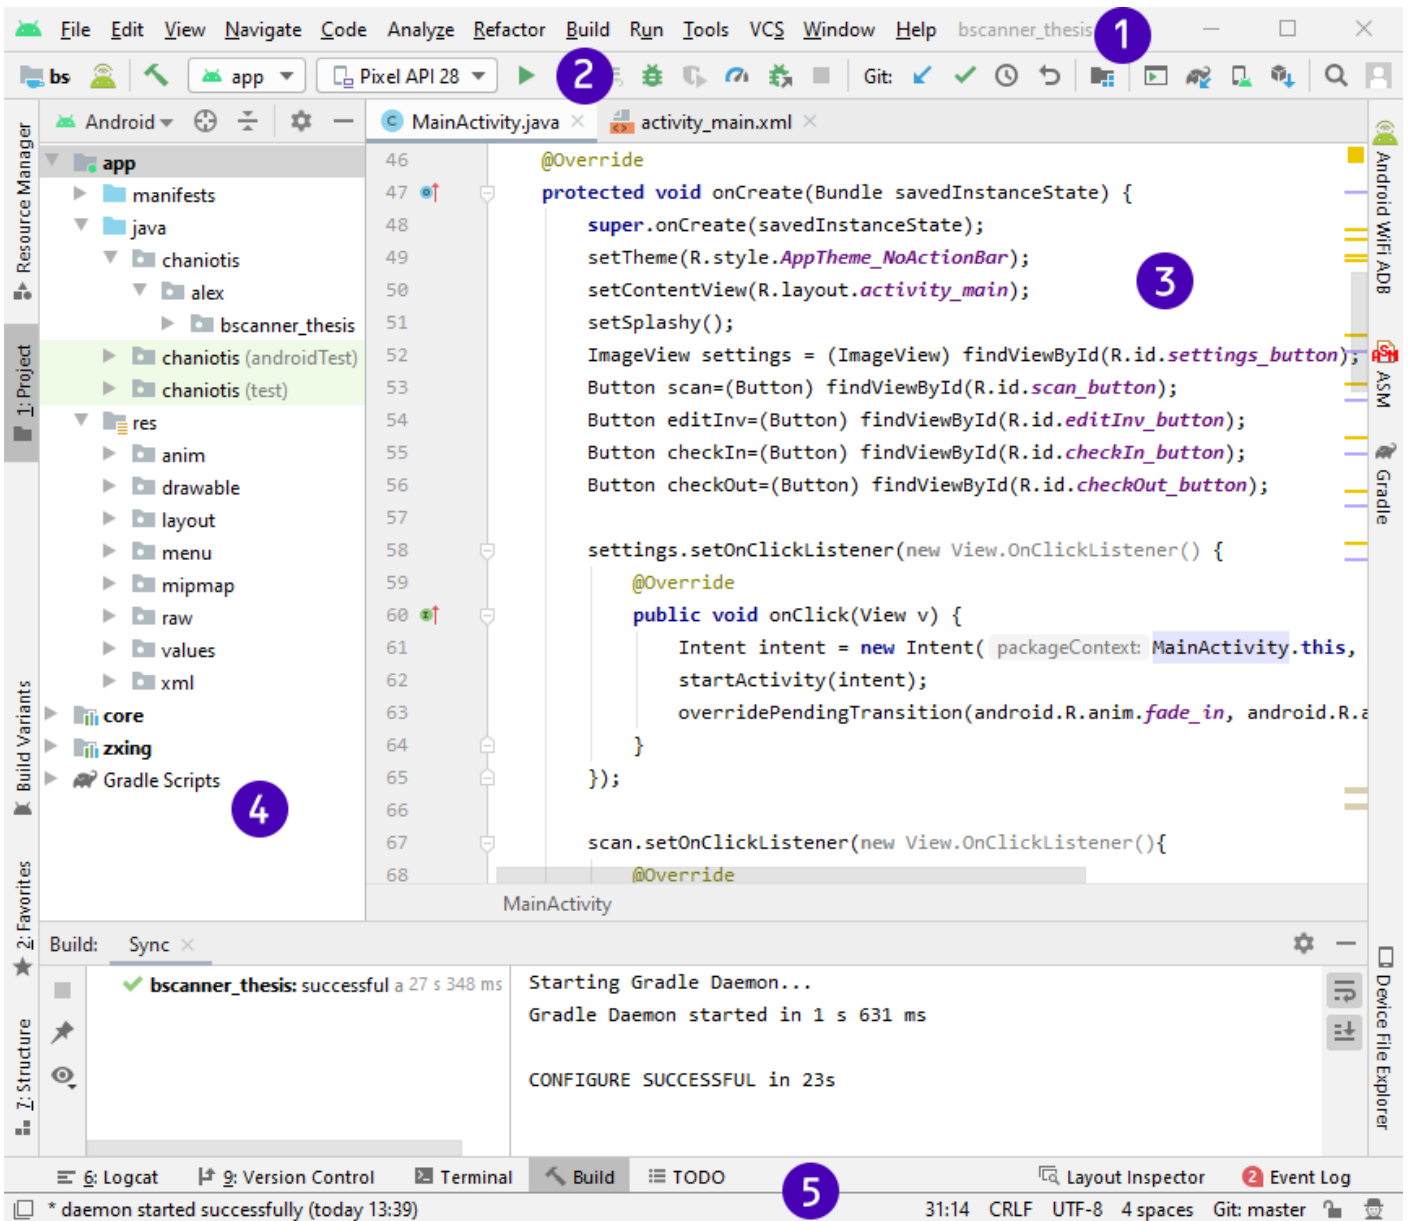 File Edit View Navigate Code Analyze Refactor Build Run Tools VCS Window Help bscanner_thesis 1
bs app Pixel API 28 2 Git:
Android MainActivity.java activity_main.xml
Resource Manager
1: Project
Build Variants
2: Favorites
7: Structure
app
manifests
java
chaniotis
alex
bscanner_thesis
chaniotis (androidTest)
chaniotis (test)
res
anim
drawable
layout
menu
mipmap
raw
values
xml
core
zxing
Gradle Scripts
4
46 @Override
47 protected void onCreate(Bundle savedInstanceState) {
48 super.onCreate(savedInstanceState);
49 setTheme(R.style.AppTheme_NoActionBar);
50 setContentView(R.layout.activity_main);
51 setSplashy();
52 ImageView settings = (ImageView) findViewById(R.id.settings_button);
53 Button scan=(Button) findViewById(R.id.scan_button);
54 Button editInv=(Button) findViewById(R.id.editInv_button);
55 Button checkIn=(Button) findViewById(R.id.checkIn_button);
56 Button checkOut=(Button) findViewById(R.id.checkOut_button);
57
58 settings.setOnClickListener(new View.OnClickListener() {
59 @Override
60 public void onClick(View v) {
61 Intent intent = new Intent( packageContext: MainActivity.this,
62 startActivity(intent);
63 overridePendingTransition(android.R.anim.fade_in, android.R.a
64 }
65 });
66
67 scan.setOnClickListener(new View.OnClickListener(){
68 @Override
3
MainActivity
Android WiFi ADB
ASM
ASM
Gradle
Device File Explorer
Build: Sync
bscanner_thesis: successful a 27 s 348 ms
Starting Gradle Daemon...
Gradle Daemon started in 1 s 631 ms
CONFIGURE SUCCESSFUL in 23s
6: Logcat 9: Version Control Terminal Build TODO 5 Layout Inspector 2 Event Log
* daemon started successfully (today 13:39) 31:14 CRLF UTF-8 4 spaces Git: master